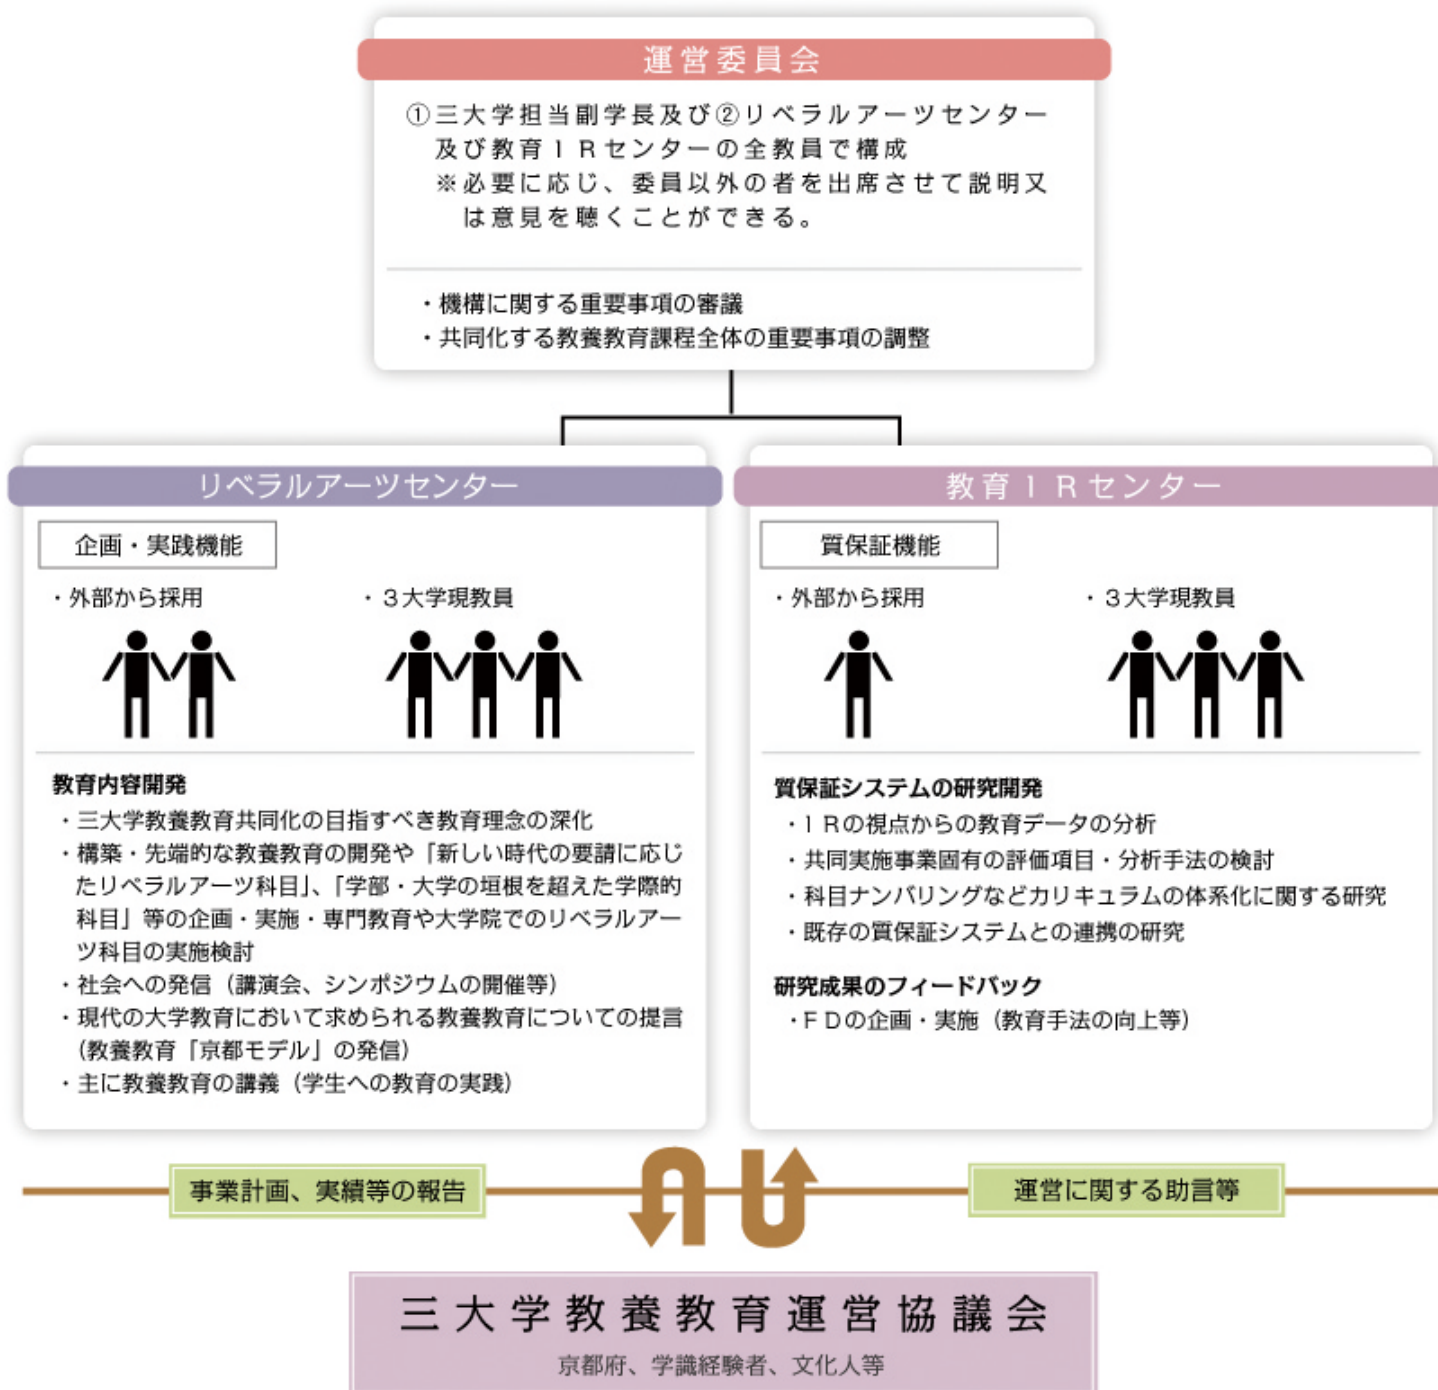 運営委員会
①三大学担当副学長及び②リベラルアーツセンター
及び教育１Ｒセンターの全教員で構成
※必要に応じ、委員以外の者を出席させて説明又
は意見を聴くことができる。
・機構に関する重要事項の審議
・共同化する教養教育課程全体の重要事項の調整
リベラルアーツセンター
企画・実践機能
・外部から採用
・３大学現教員
教育内容開発
・三大学教養教育共同化の目指すべき教育理念の深化
・構築・先端的な教養教育の開発や「新しい時代の要請に応じ
たリベラルアーツ科目」、「学部・大学の垣根を超えた学際的
科目」等の企画・実施・専門教育や大学院でのリベラルアー
ツ科目の実施検討
・社会への発信（講演会、シンポジウムの開催等）
・現代の大学教育において求められる教養教育についての提言
（教養教育「京都モデル」の発信）
・主に教養教育の講義（学生への教育の実践）
教育１Ｒセンター
質保証機能
・外部から採用
・３大学現教員
質保証システムの研究開発
・１Ｒの視点からの教育データの分析
・共同実施事業固有の評価項目・分析手法の検討
・科目ナンバリングなどカリキュラムの体系化に関する研究
・既存の質保証システムとの連携の研究
研究成果のフィードバック
・ＦＤの企画・実施（教育手法の向上等）
事業計画、実績等の報告
運営に関する助言等
三大学教養教育運営協議会
京都府、学識経験者、文化人等